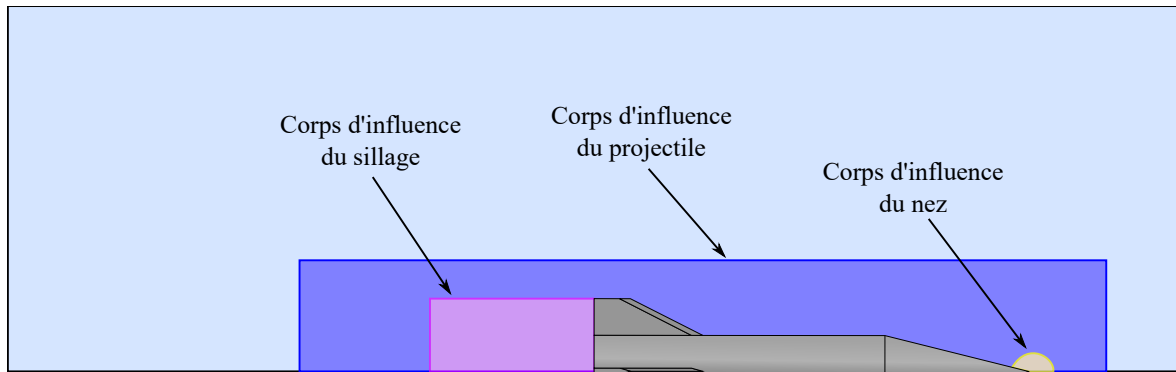 Corps d'influence
du sillage
Corps d'influence
du projectile
Corps d'influence
du nez